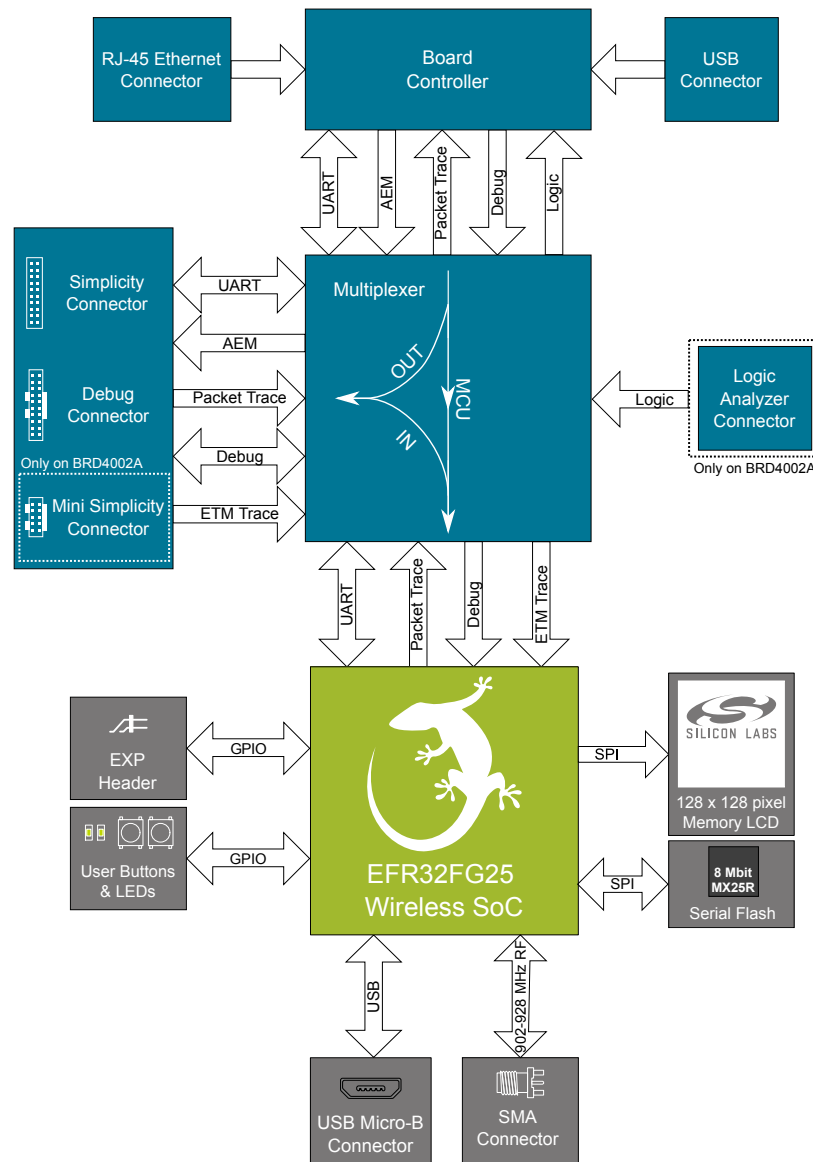 RJ-45 Ethernet
Connector
Board
Controller
USB
Connector
UART
AEM
Packet Trace
Debug
Logic
Simplicity
Connector
Debug
Connector
Only on BRD4002A
Mini Simplicity
Connector
UART
AEM
Packet Trace
Debug
ETM Trace
Multiplexer
OUT
MCU
IN
Logic
Logic
Analyzer
Connector
Only on BRD4002A
UART
Packet Trace
Debug
ETM Trace
EXP
Header
GPIO
User Buttons
& LEDs
GPIO
EFR32FG25
Wireless SoC
SPI
SILICON LABS
128 x 128 pixel
Memory LCD
SPI
8 Mbit
MX25R
Serial Flash
USB
902-928 MHz RF
USB Micro-B
Connector
SMA
Connector